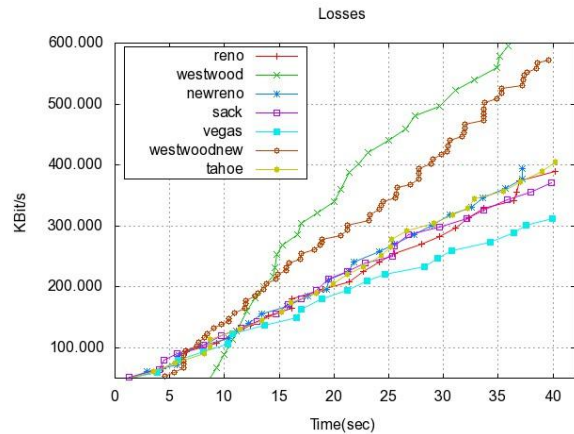 Losses
600.000
500.000
400.000
300.000
200.000
100.000
KBit/s
reno
westwood
newreno
sack
vegas
westwoodnew
tahoe
0 5 10 15 20 25 30 35 40
Time(sec)